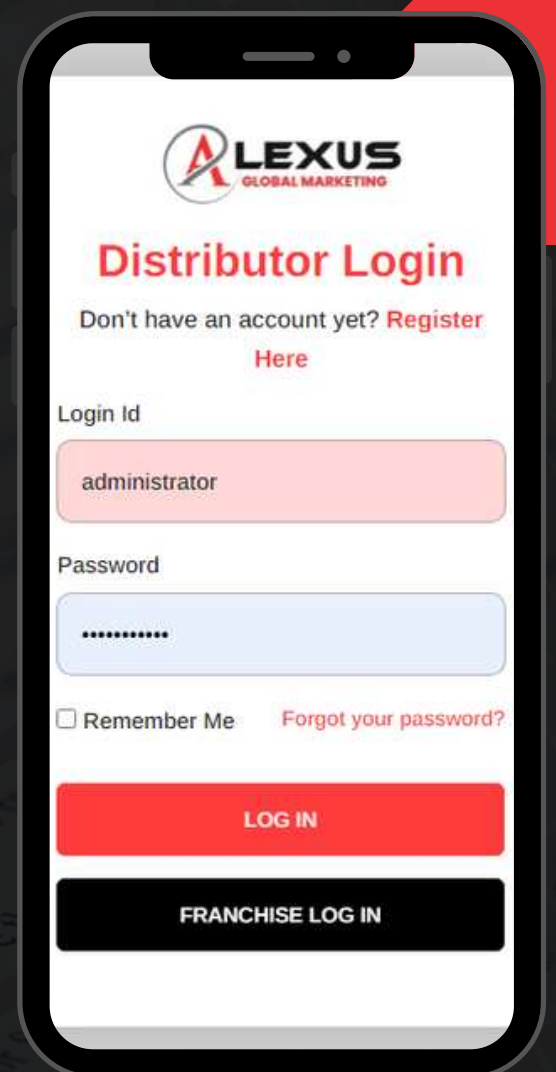 ALEXUS
GLOBAL MARKETING
Distributor Login
Don't have an account yet? Register
Here
Login Id
administrator
Password
•••••••••••
Remember Me Forgot your password?
LOG IN
FRANCHISE LOG IN